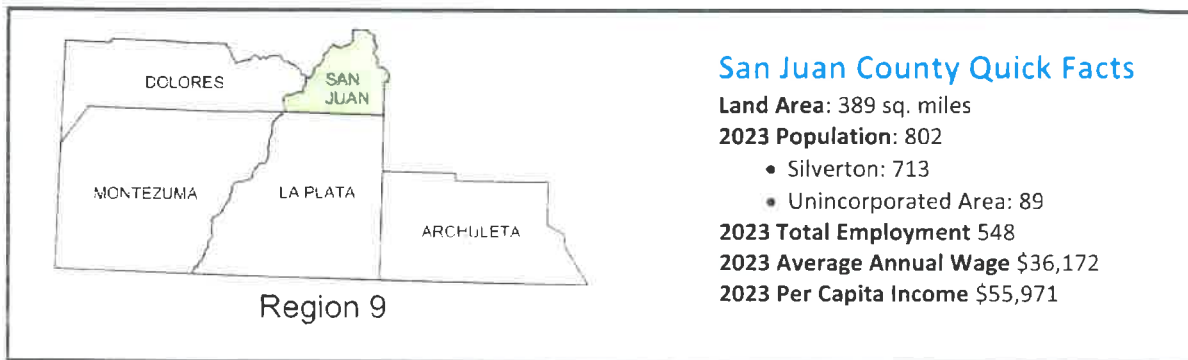 DOLORES
SAN
JUAN
MONTEZUMA
LA PLATA
ARCHULETA
Region 9
San Juan County Quick Facts
Land Area: 389 sq. miles
2023 Population: 802
• Silverton: 713
• Unincorporated Area: 89
2023 Total Employment 548
2023 Average Annual Wage $36,172
2023 Per Capita Income $55,971